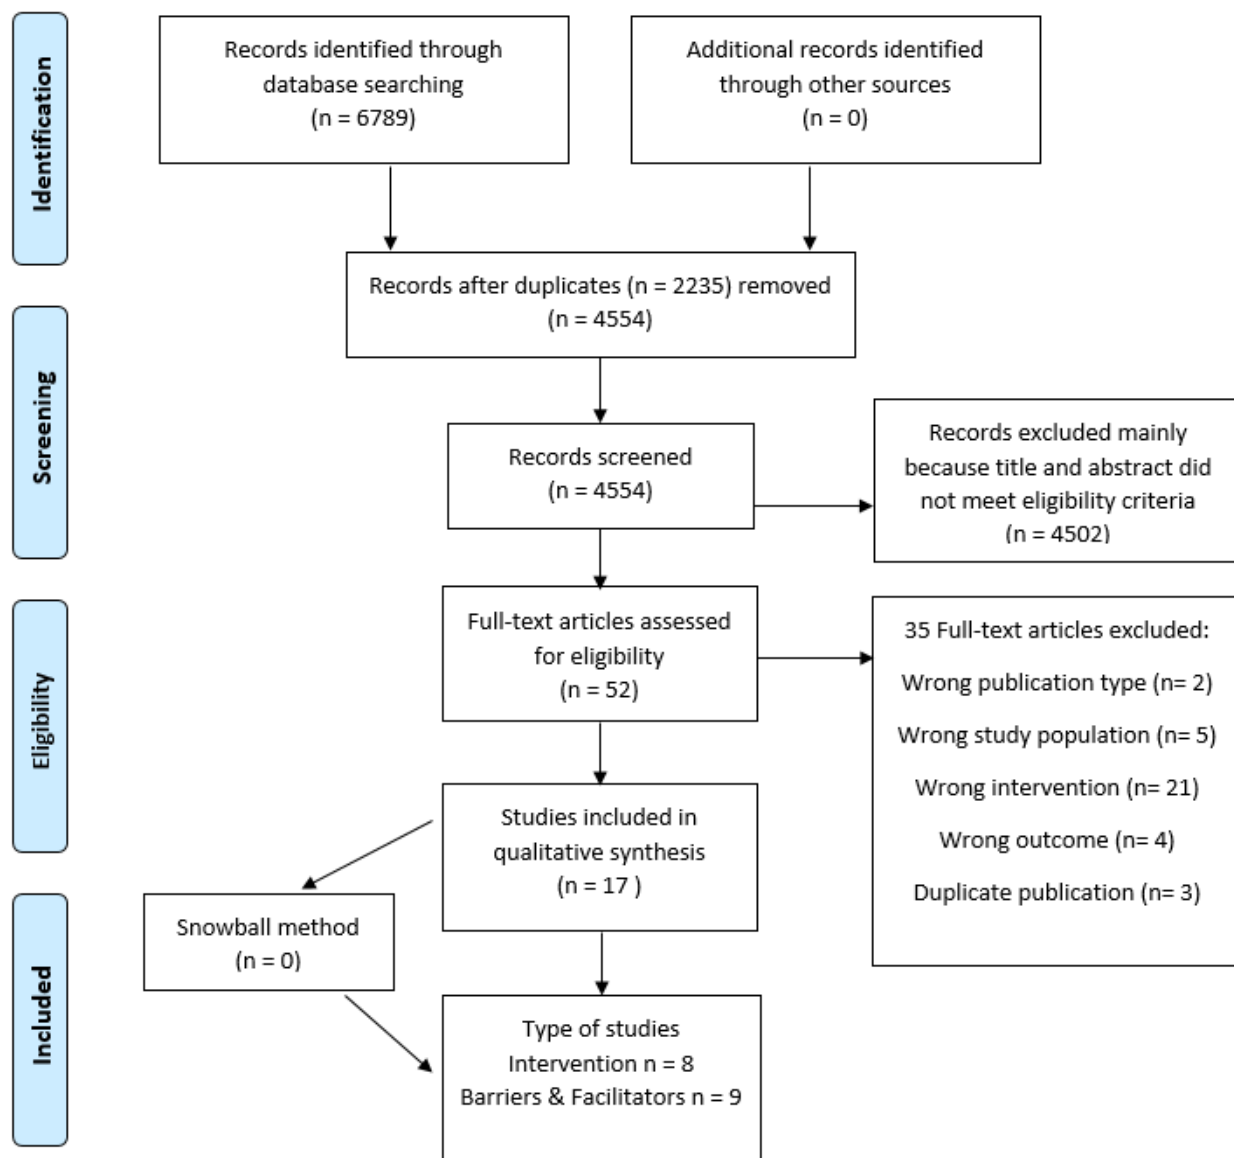 Identification
Records identified through
database searching
(n = 6789)
Additional records identified
through other sources
(n = 0)
Records after duplicates (n = 2235) removed
(n = 4554)
Screening
Records screened
(n = 4554)
Records excluded mainly
because title and abstract did
not meet eligibility criteria
(n = 4502)
Eligibility
Full-text articles assessed
for eligibility
(n = 52)
35 Full-text articles excluded:
Wrong publication type (n= 2)
Wrong study population (n= 5)
Wrong intervention (n= 21)
Wrong outcome (n= 4)
Duplicate publication (n= 3)
Studies included in
qualitative synthesis
(n = 17 )
Included
Snowball method
(n = 0)
Type of studies
Intervention n = 8
Barriers & Facilitators n = 9